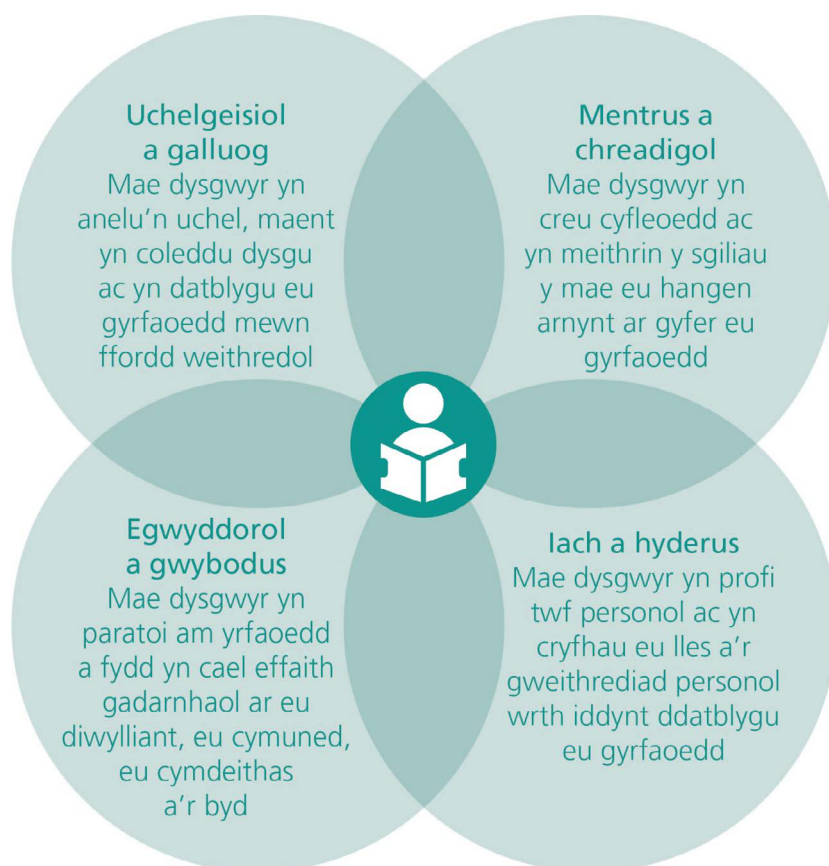 Uchelgeisiol
a galluog
Mae dysgwyr yn
anelu’n uchel, maent
yn coleddu dysgu
ac yn datblygu eu
gyrfaoedd mewn
ffordd weithredol
Mentrus a
chreadigol
Mae dysgwyr yn
creu cyfleoedd ac
yn meithrin y sgiliau
y mae eu hangen
arnynt ar gyfer eu
gyrfaoedd
Egwyddorol
a gwybodus
Mae dysgwyr yn
paratoi am yrfaoedd
a fydd yn cael effaith
gadarnhaol ar eu
diwylliant, eu cymuned,
eu cymdeithas
a’r byd
Iach a hyderus
Mae dysgwyr yn profi
twf personol ac yn
cryfhau eu lles a’r
gweithrediad personol
wrth iddynt ddatblygu
eu gyrfaoedd